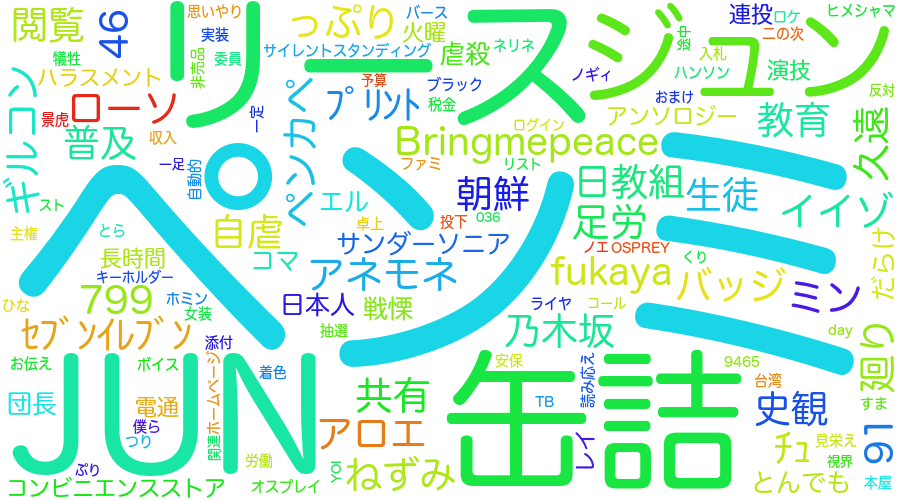 閲覧
46
リース
ジュン
っぷり
バース
火曜
連投
ロケ
二の次
ヒメシャマ
思いやり
実装
委員
非売品
サイレントスタンディング
虐殺
ネリネ
途中
入札
ハンソン
演技
反対
犠牲
ハラスメント
ギルコン
ローソ
景虎
普及
収入
一定
ペンカペ
プリント
予算
ブラック
税金
ノギィ
おまけ
アンソロジー
教育
久遠
Bringmepeace
ログイン
一足
自動的
ファミ
リスト
朝鮮
日教組
生徒
スト
エル
卓上
投下
036
足労
イイゾ
主権
とら
自虐
コマ
サンダーソニア
ノエ
OSPREY
くり
だらけ
長時間
キーホルダー
アネモネ
fukaya
バッジ
ミン
ペンミ
ひな
799
ホミン
女装
日本人
戦慄
ライヤ
コール
乃木坂
day
セブンイレブン
添付
抽選
廻り
お伝え
ボイス
ホームページ
着色
安保
読み応え
9465
台湾
JUN
缶詰
団長
電通
僕ら
つり
共有
TB
史観
すま
アロエ
関連
労働
レイ
チュ
見栄え
視界
91
ぷり
YOI
ねずみ
とんでも
本屋
コンビニエンスストア
オスプレイ